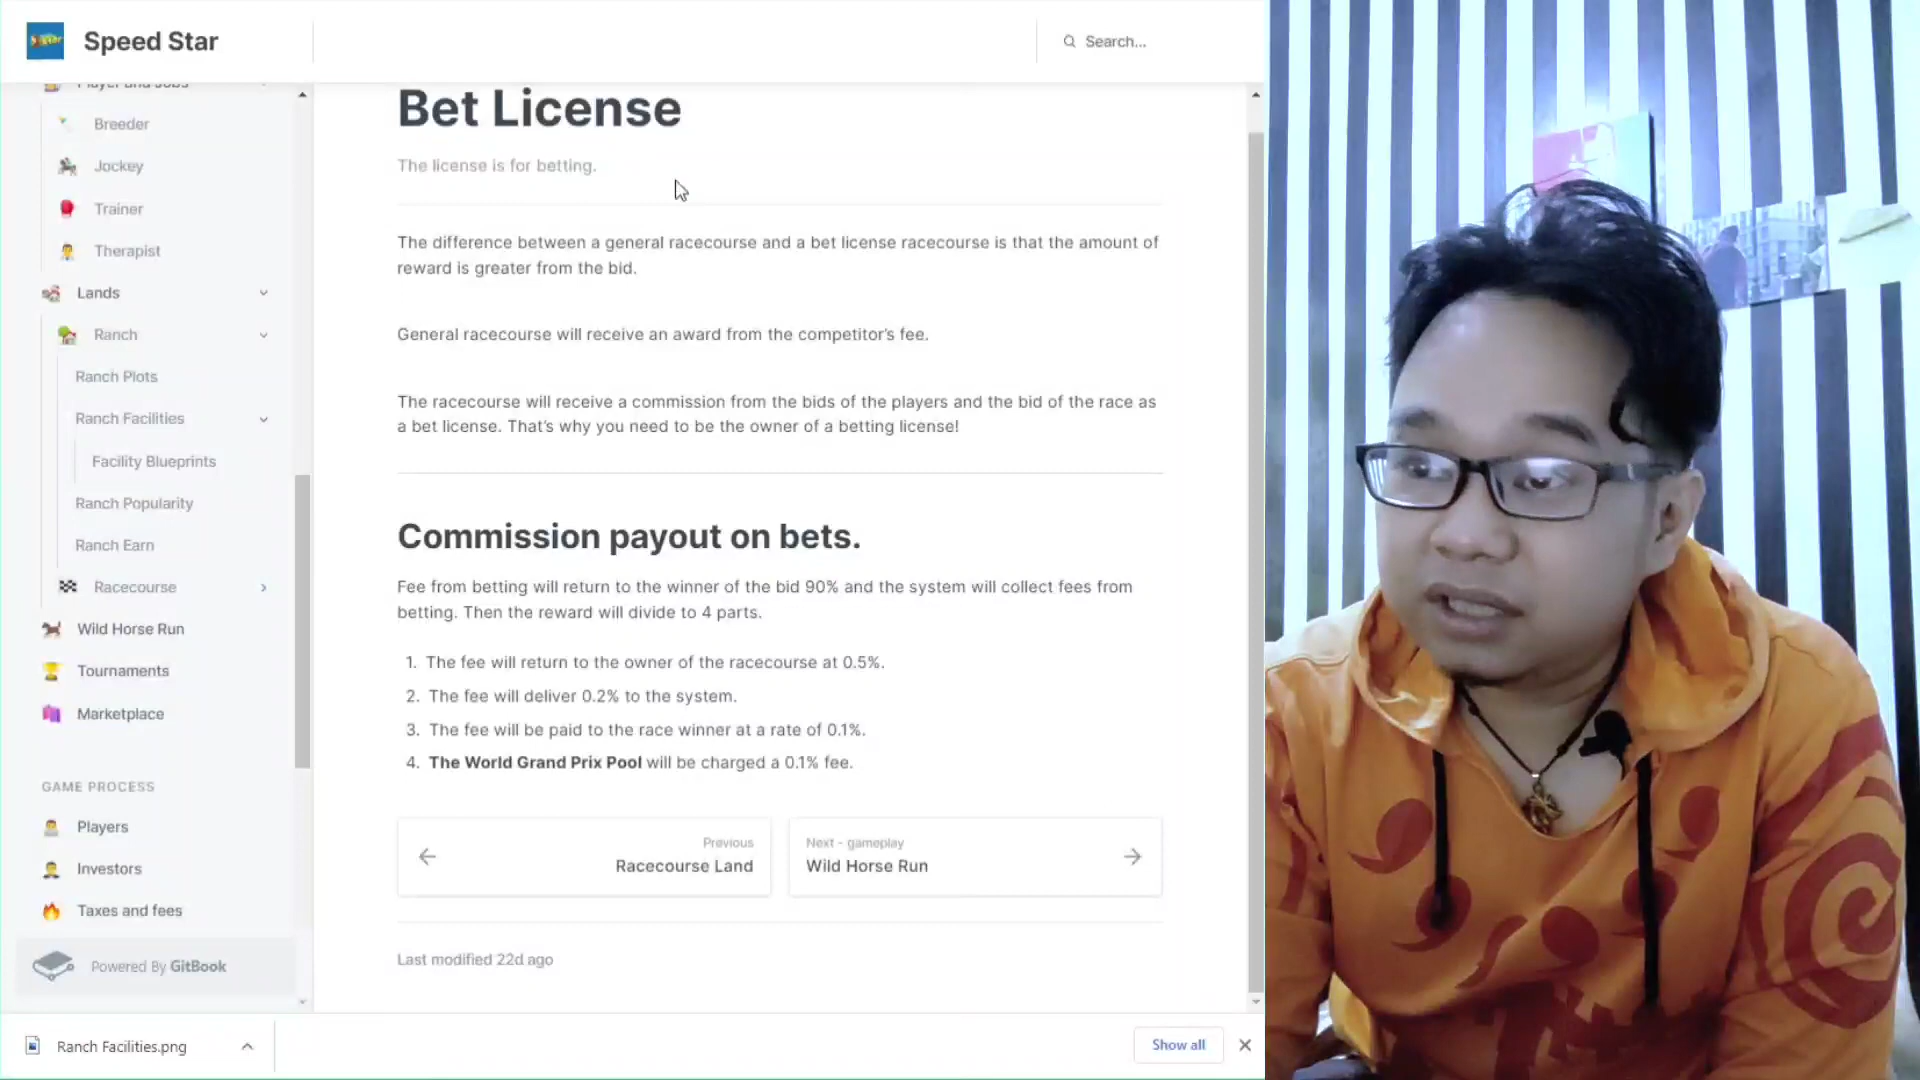 Speed Star
Search...
Player and Jobs
Breeder
Jockey
Trainer
Therapist
Lands
Ranch
Ranch Plots
Ranch Facilities
Facility Blueprints
Ranch Popularity
Ranch Earn
Racecourse
Wild Horse Run
Tournaments
Marketplace
GAME PROCESS
Players
Investors
Taxes and fees
Powered By GitBook
Bet License
The license is for betting.
The difference between a general racecourse and a bet license racecourse is that the amount of
reward is greater from the bid.
General racecourse will receive an award from the competitor's fee.
The racecourse will receive a commission from the bids of the players and the bid of the race as
a bet license. That's why you need to be the owner of a betting license!
Commission payout on bets.
Fee from betting will return to the winner of the bid 90% and the system will collect fees from
betting. Then the reward will divide to 4 parts.
1. The fee will return to the owner of the racecourse at 0.5%.
2. The fee will deliver 0.2% to the system.
3. The fee will be paid to the race winner at a rate of 0.1%.
4. The World Grand Prix Pool will be charged a 0.1% fee.
Previous
Racecourse Land
Next - gameplay
Wild Horse Run
Last modified 22d ago
Ranch Facilities.png
Show all